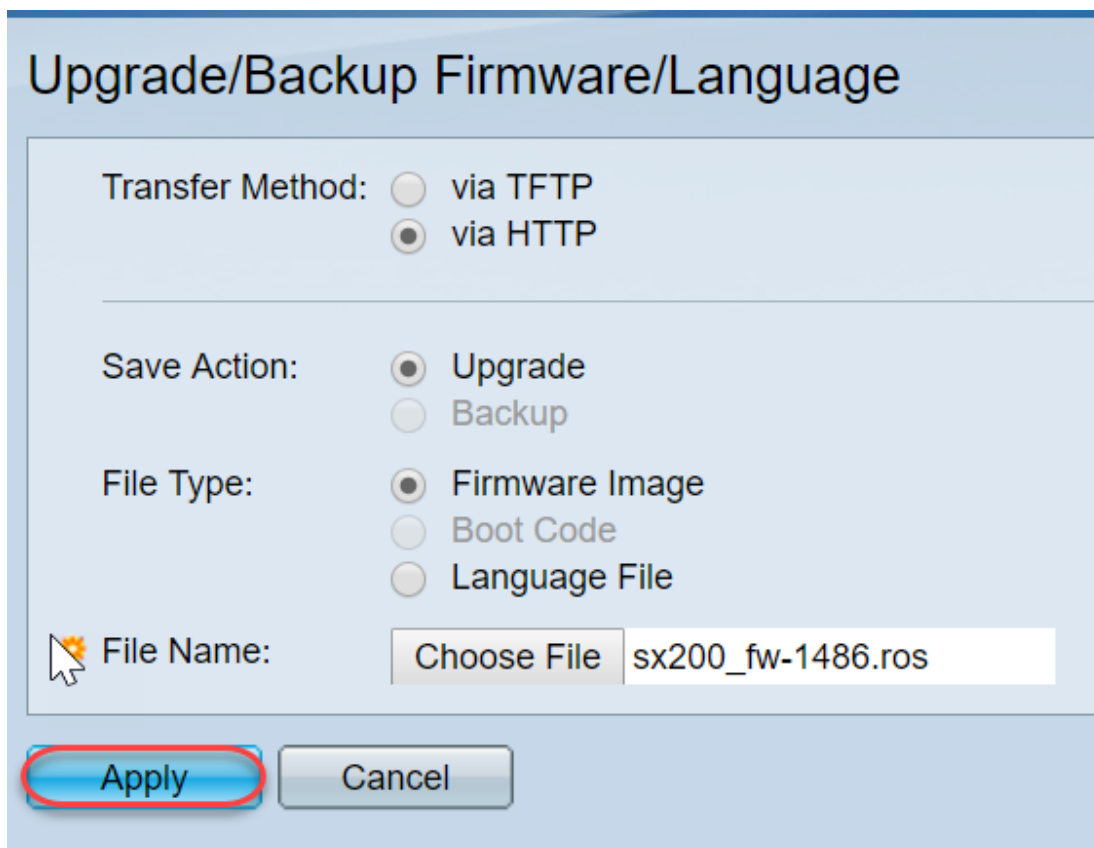 Upgrade/Backup Firmware/Language
Transfer Method: via TFTP
via HTTP
Save Action: Upgrade
Backup
File Type: Firmware Image
Boot Code
Language File
File Name: Choose File sx200_fw-1486.ros
Apply Cancel